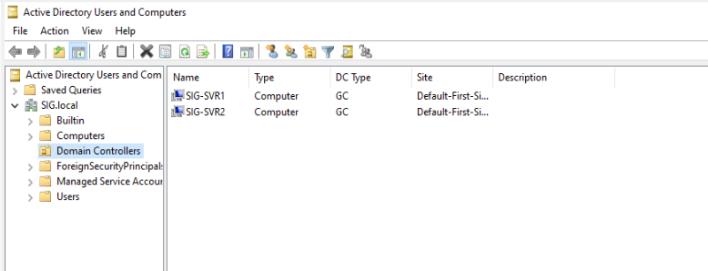 Active Directory Users and Computers
File Action View Help
Active Directory Users and Com
Saved Queries
SIG.local
Builtin
Computers
Domain Controllers
ForeignSecurityPrincipals
Managed Service Accour
Users
Name Type DC Type Site Description
SIG-SVR1 Computer GC Default-First-Si...
SIG-SVR2 Computer GC Default-First-Si...